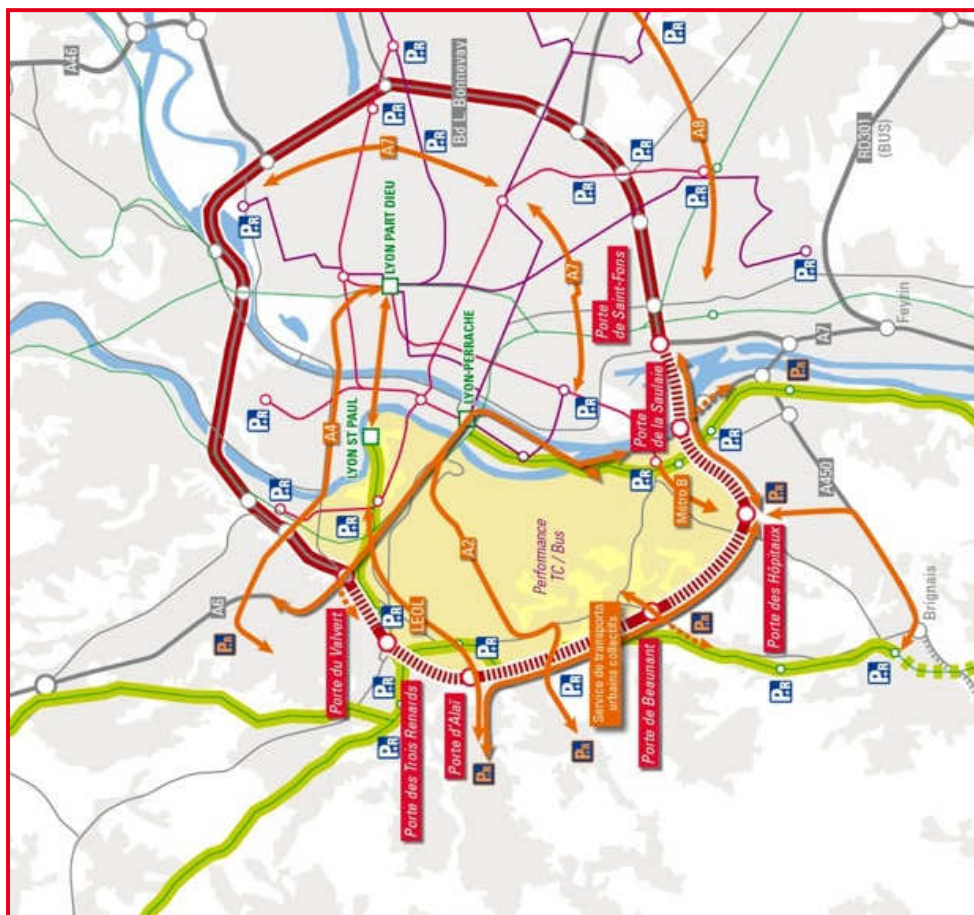 A46
P+R
P+R
P+R
P+R
Bd L. Bonnevay
A7
A8
RD301
(BUS)
P+R
P+R
P+R
P+R
P+R
LYON PART DIEU
A7
Porte
de Saint-Fons
A7
Feyzin
LYON-PERRACHE
LYON ST PAUL
A4
P+R
P+R
P+R
P+R
Porte
de la Saulaie
P+R
P+R
P+R
Métro B
A450
P+R
A2
Performance
TC / Bus
Porte des Hôpitaux
A6
P+R
Porte du Valvert
P+R
LEOL
P+R
Service de transporta
urbains collectifs
P+R
Porte de Beaunant
Brignais
P+R
P+R
P+R
Porte des Trois Renards
Porte d'Alaï
P+R
P+R
P+R